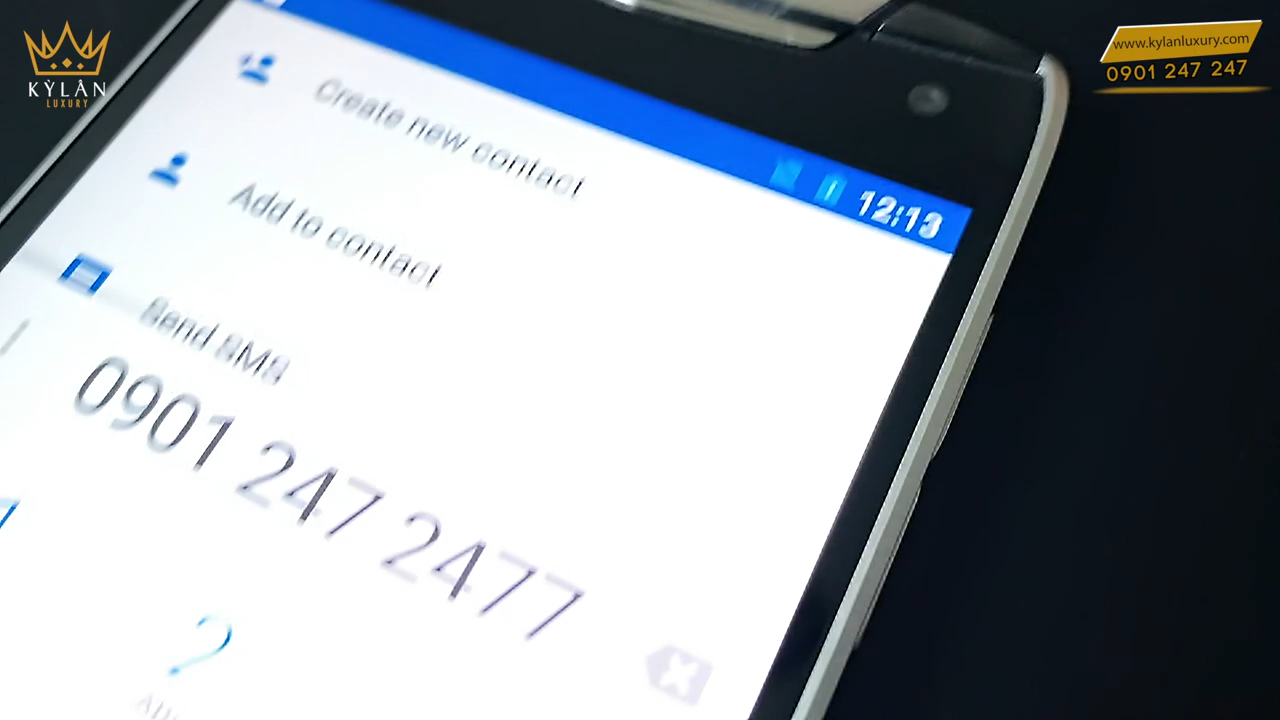 KỲLÂN
LUXURY
www.kylanluxury.com
0901 247 247
12:13
Create new contact
Add to contact
Send SMS
0901 247 2477
2